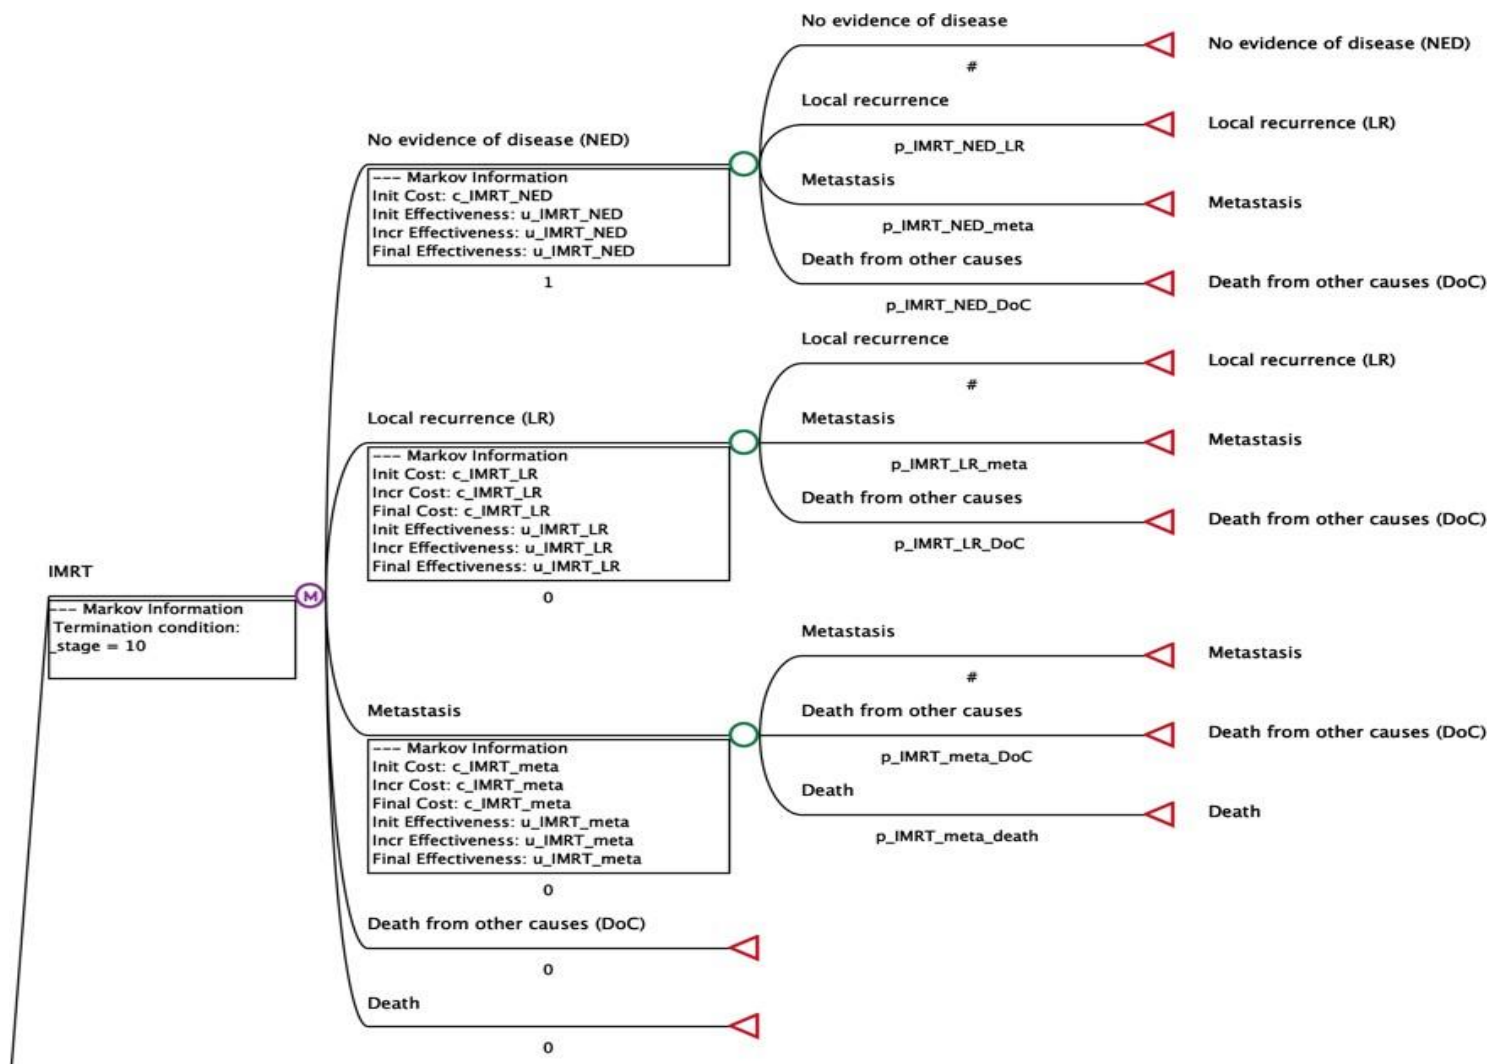 No evidence of disease
No evidence of disease (NED)
#
Local recurrence
Local recurrence (LR)
p_IMRT_NED_LR
Metastasis
Metastasis
p_IMRT_NED_meta
Death from other causes
Death from other causes (DoC)
p_IMRT_NED_DoC
No evidence of disease (NED)
--- Markov Information
Init Cost: c_IMRT_NED
Init Effectiveness: u_IMRT_NED
Incr Effectiveness: u_IMRT_NED
Final Effectiveness: u_IMRT_NED
1
Local recurrence
Local recurrence (LR)
#
Metastasis
Metastasis
p_IMRT_LR_meta
Death from other causes
Death from other causes (DoC)
p_IMRT_LR_DoC
Local recurrence (LR)
--- Markov Information
Init Cost: c_IMRT_LR
Incr Cost: c_IMRT_LR
Final Cost: c_IMRT_LR
Init Effectiveness: u_IMRT_LR
Incr Effectiveness: u_IMRT_LR
Final Effectiveness: u_IMRT_LR
0
IMRT
M
--- Markov Information
Termination condition:
_stage = 10
Metastasis
Metastasis
#
Death from other causes
Death from other causes (DoC)
p_IMRT_meta_DoC
Death
Death
p_IMRT_meta_death
Metastasis
--- Markov Information
Init Cost: c_IMRT_meta
Incr Cost: c_IMRT_meta
Final Cost: c_IMRT_meta
Init Effectiveness: u_IMRT_meta
Incr Effectiveness: u_IMRT_meta
Final Effectiveness: u_IMRT_meta
0
Death from other causes (DoC)
0
Death
0